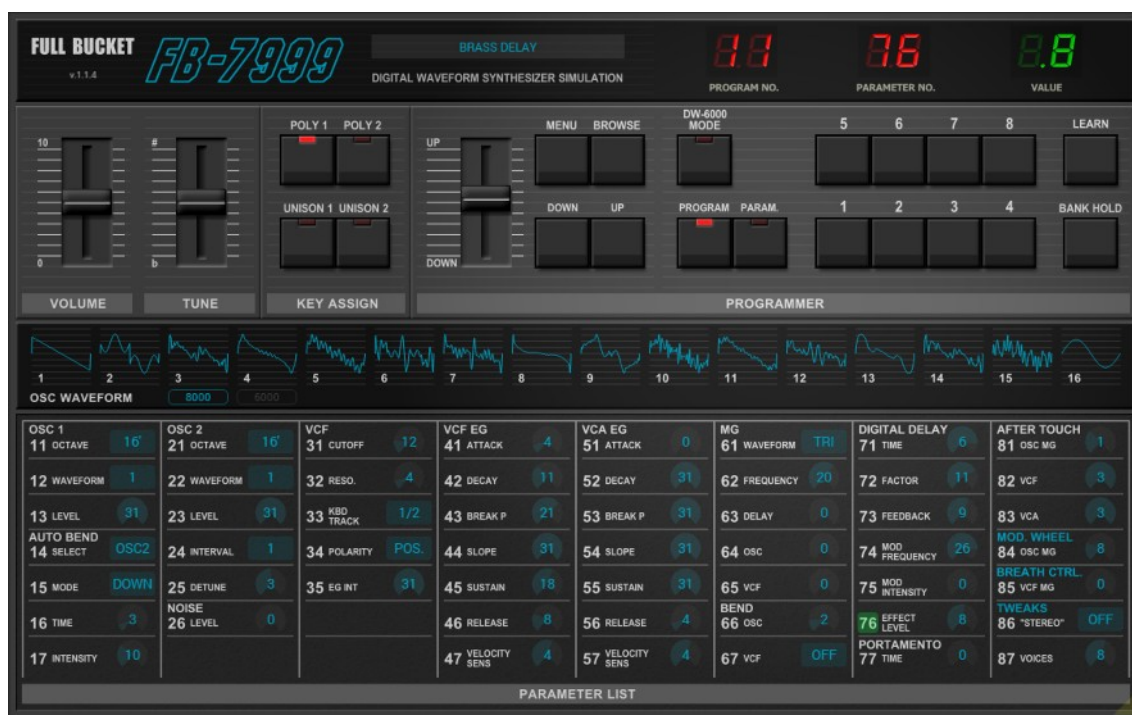 FULL BUCKET
v.1.1.4
FB-7999
BRASS DELAY
DIGITAL WAVEFORM SYNTHESIZER SIMULATION
11
PROGRAM NO.
76
PARAMETER NO.
.8
VALUE
10
0
VOLUME
#
b
TUNE
POLY 1 POLY 2
UNISON 1 UNISON 2
KEY ASSIGN
UP
DOWN
MENU BROWSE
DOWN UP
DW-6000
MODE
PROGRAM PARAM.
5 6 7 8
1 2 3 4
LEARN
BANK HOLD
PROGRAMMER
1 2 3 4 5 6 7 8 9 10 11 12 13 14 15 16
OSC WAVEFORM 8000 6000
OSC 1
11 OCTAVE 16'
12 WAVEFORM 1
13 LEVEL 31
AUTO BEND
14 SELECT OSC2
15 MODE DOWN
16 TIME 3
17 INTENSITY 10
OSC 2
21 OCTAVE 16'
22 WAVEFORM 1
23 LEVEL 31
24 INTERVAL 1
25 DETUNE 3
NOISE
26 LEVEL 0
VCF
31 CUTOFF 12
32 RESO. 4
33 KBD TRACK 1/2
34 POLARITY POS.
35 EG INT 31
VCF EG
41 ATTACK 4
42 DECAY 11
43 BREAK P 21
44 SLOPE 31
45 SUSTAIN 18
46 RELEASE 8
47 VELOCITY SENS 4
VCA EG
51 ATTACK 0
52 DECAY 31
53 BREAK P 31
54 SLOPE 31
55 SUSTAIN 31
56 RELEASE 4
57 VELOCITY SENS 4
MG
61 WAVEFORM TRI
62 FREQUENCY 20
63 DELAY 0
64 OSC 0
65 VCF 0
BEND
66 OSC 2
67 VCF OFF
DIGITAL DELAY
71 TIME 6
72 FACTOR 11
73 FEEDBACK 9
74 MOD FREQUENCY 26
75 MOD INTENSITY 0
76 EFFECT LEVEL 8
PORTAMENTO
77 TIME 0
AFTER TOUCH
81 OSC MG 1
82 VCF 3
83 VCA 3
MOD. WHEEL
84 OSC MG 8
BREATH CTRL.
85 VCF MG 0
TWEAKS
86 "STEREO" OFF
87 VOICES 8
PARAMETER LIST